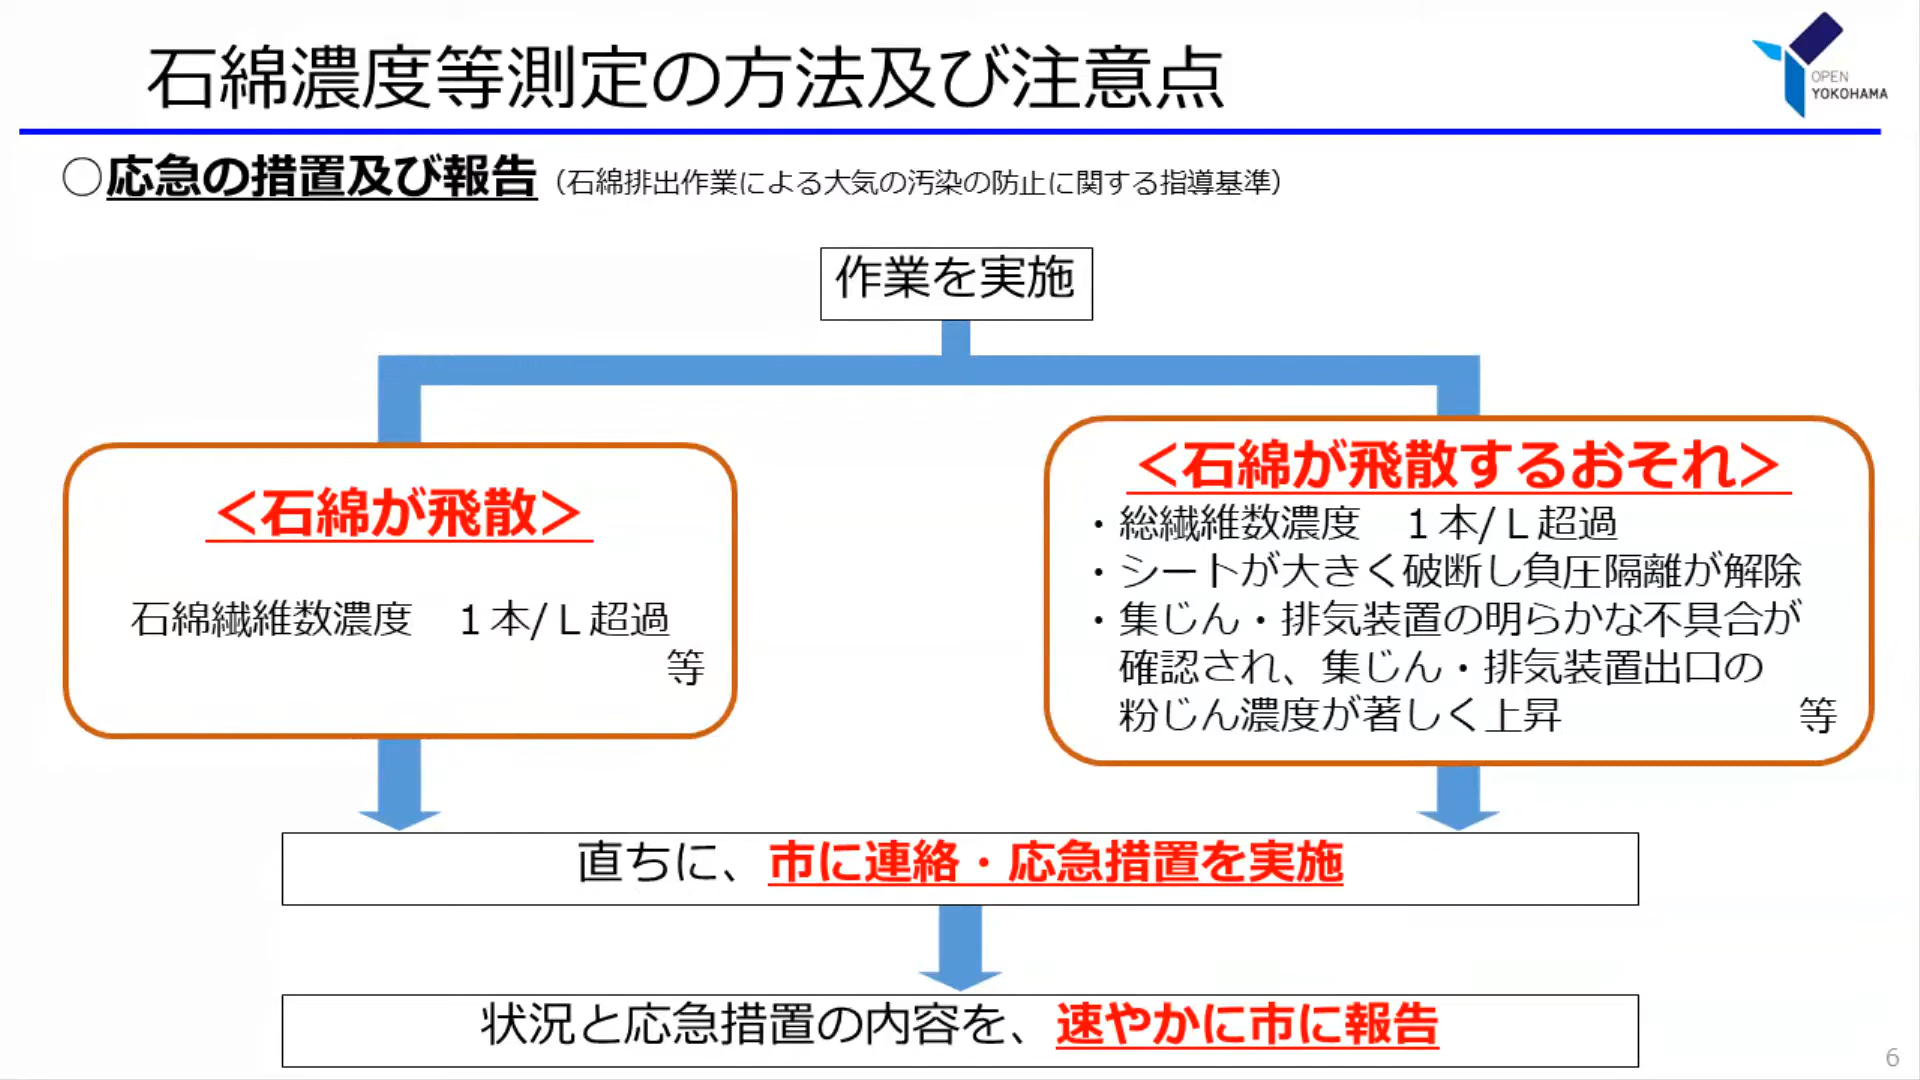 石綿濃度等測定の方法及び注意点
OPEN
YOKOHAMA
○応急の措置及び報告（石綿排出作業による大気の汚染の防止に関する指導基準）
作業を実施
＜石綿が飛散＞
石綿繊維数濃度　１本/Ｌ超過
等
＜石綿が飛散するおそれ＞
・総繊維数濃度　１本/Ｌ超過
・シートが大きく破断し負圧隔離が解除
・集じん・排気装置の明らかな不具合が
確認され、集じん・排気装置出口の
粉じん濃度が著しく上昇　等
直ちに、市に連絡・応急措置を実施
状況と応急措置の内容を、速やかに市に報告
6